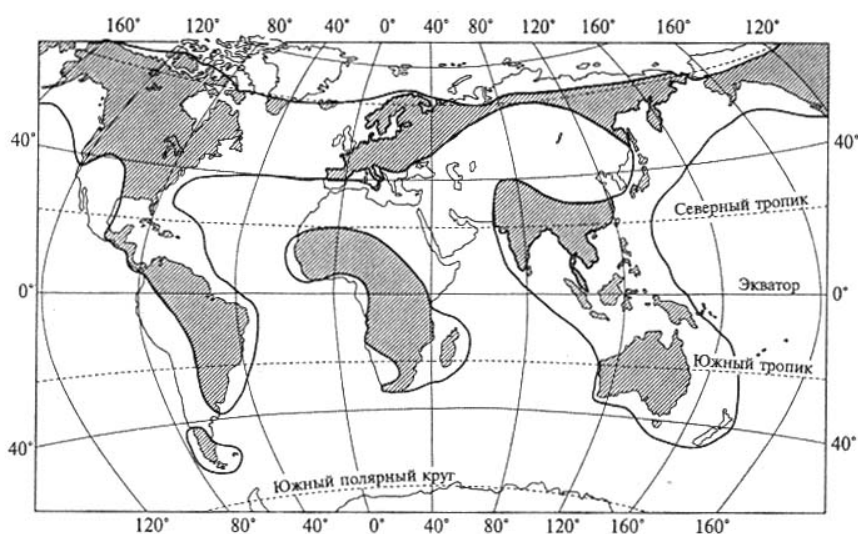 160° 120° 80° 40° 0° 40° 80° 120° 160° 160° 120°
40° 40°
Северный тропик
Экватор
0° 0°
Южный тропик
40° 40°
Южный полярный круг
120° 80° 40° 0° 40° 80° 120° 160° 160°